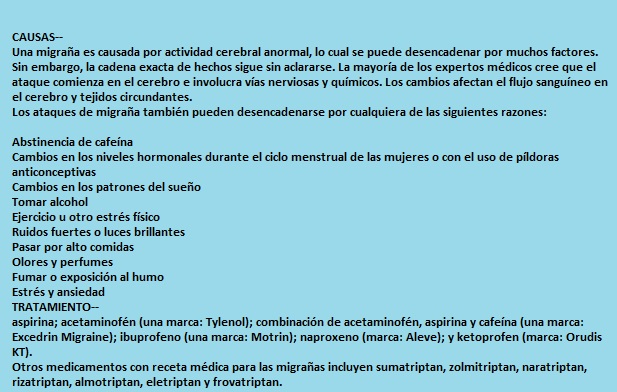 CAUSAS--
Una migraña es causada por actividad cerebral anormal, lo cual se puede desencadenar por muchos factores.
Sin embargo, la cadena exacta de hechos sigue sin aclararse. La mayoría de los expertos médicos cree que el
ataque comienza en el cerebro e involucra vías nerviosas y químicos. Los cambios afectan el flujo sanguíneo en
el cerebro y tejidos circundantes.
Los ataques de migraña también pueden desencadenarse por cualquiera de las siguientes razones:
Abstinencia de cafeína
Cambios en los niveles hormonales durante el ciclo menstrual de las mujeres o con el uso de píldoras
anticonceptivas
Cambios en los patrones del sueño
Tomar alcohol
Ejercicio u otro estrés físico
Ruidos fuertes o luces brillantes
Pasar por alto comidas
Olores y perfumes
Fumar o exposición al humo
Estrés y ansiedad
TRATAMIENTO--
aspirina; acetaminofén (una marca: Tylenol); combinación de acetaminofén, aspirina y cafeína (una marca:
Excedrin Migraine); ibuprofeno (una marca: Motrin); naproxeno (marca: Aleve); y ketoprofen (marca: Orudis
KT).
Otros medicamentos con receta médica para las migrañas incluyen sumatriptan, zolmitriptan, naratriptan,
rizatriptan, almotriptan, eletriptan y frovatriptan.